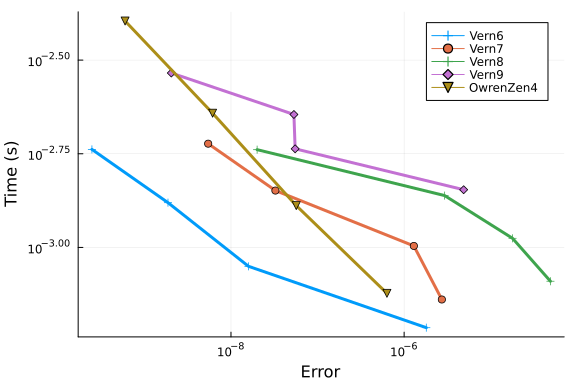 Vern6
Vern7
Vern8
Vern9
OwrenZen4
10^-2.50
10^-2.75
10^-3.00
Time (s)
10^-8
10^-6
Error